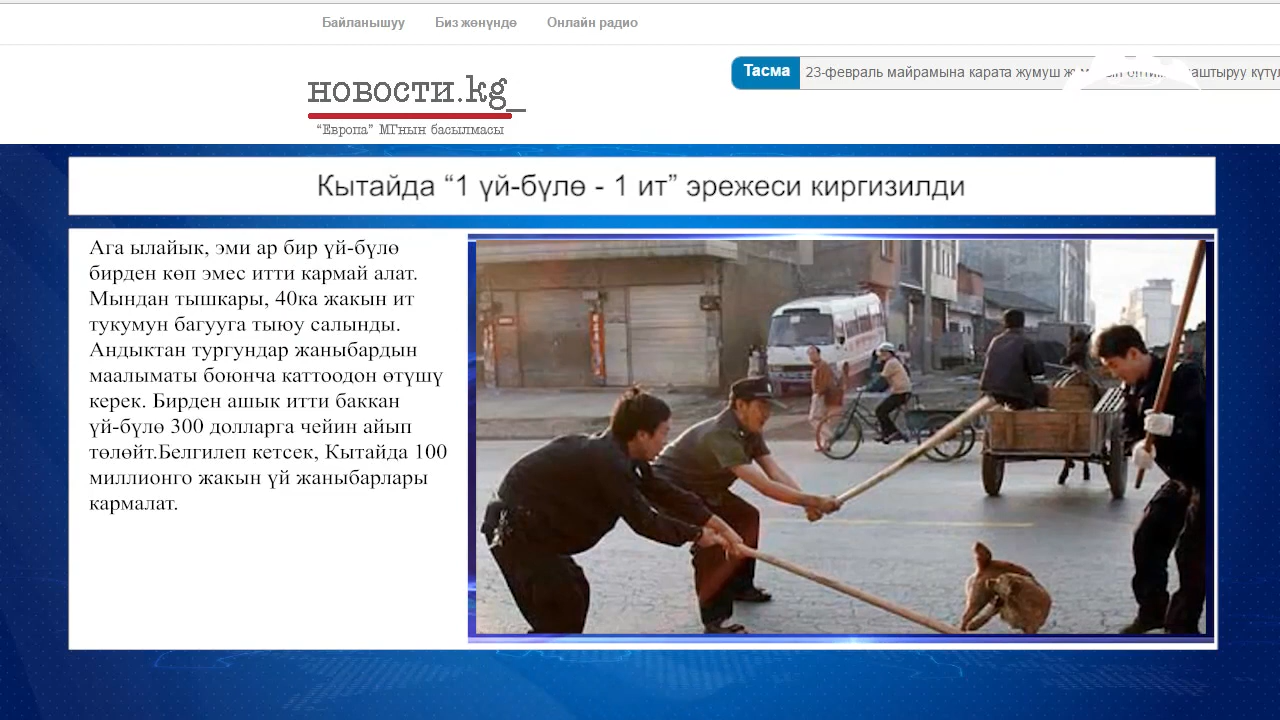 Байланышуу Биз жөнүндө Онлайн радио
новости.kg_
“Европа” МГнын басылмасы
Тасма 23-февраль майрамына карата жумуш
Кытайда “1 үй-бүлө - 1 ит” эрежеси киргизилди
Ага ылайык, эми ар бир үй-бүлө
бирден көп эмес итти кармай алат.
Мындан тышкары, 40ка жакын ит
тукумун багууга тыюу салынды.
Андыктан тургундар жаныбардын
маалыматы боюнча каттоодон өтүшү
керек. Бирден ашык итти баккан
үй-бүлө 300 долларга чейин айып
төлөйт.Белгилеп кетсек, Кытайда 100
миллионго жакын үй жаныбарлары
кармалат.